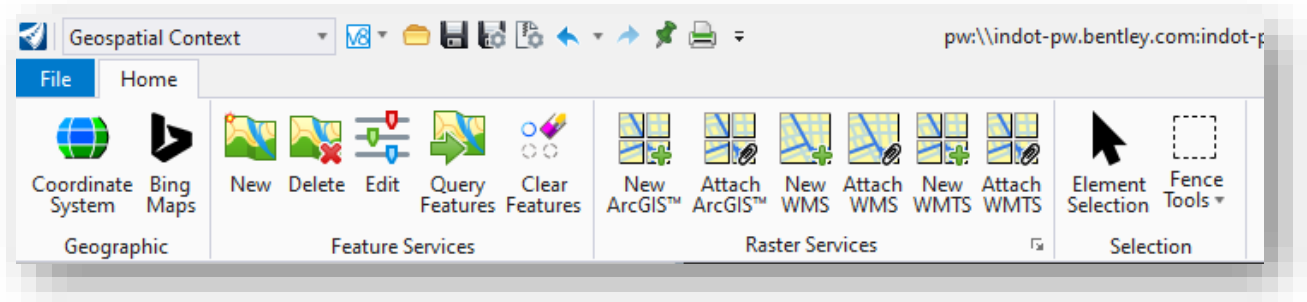 Geospatial Context
V8
pw:\\indot-pw.bentley.com:indot-p
File
Home
Coordinate System
Bing Maps
New
Delete
Edit
Query Features
Clear Features
New ArcGIS™
Attach ArcGIS™
New WMS
Attach WMS
New WMTS
Attach WMTS
Element Selection
Fence Tools
Geographic
Feature Services
Raster Services
Selection